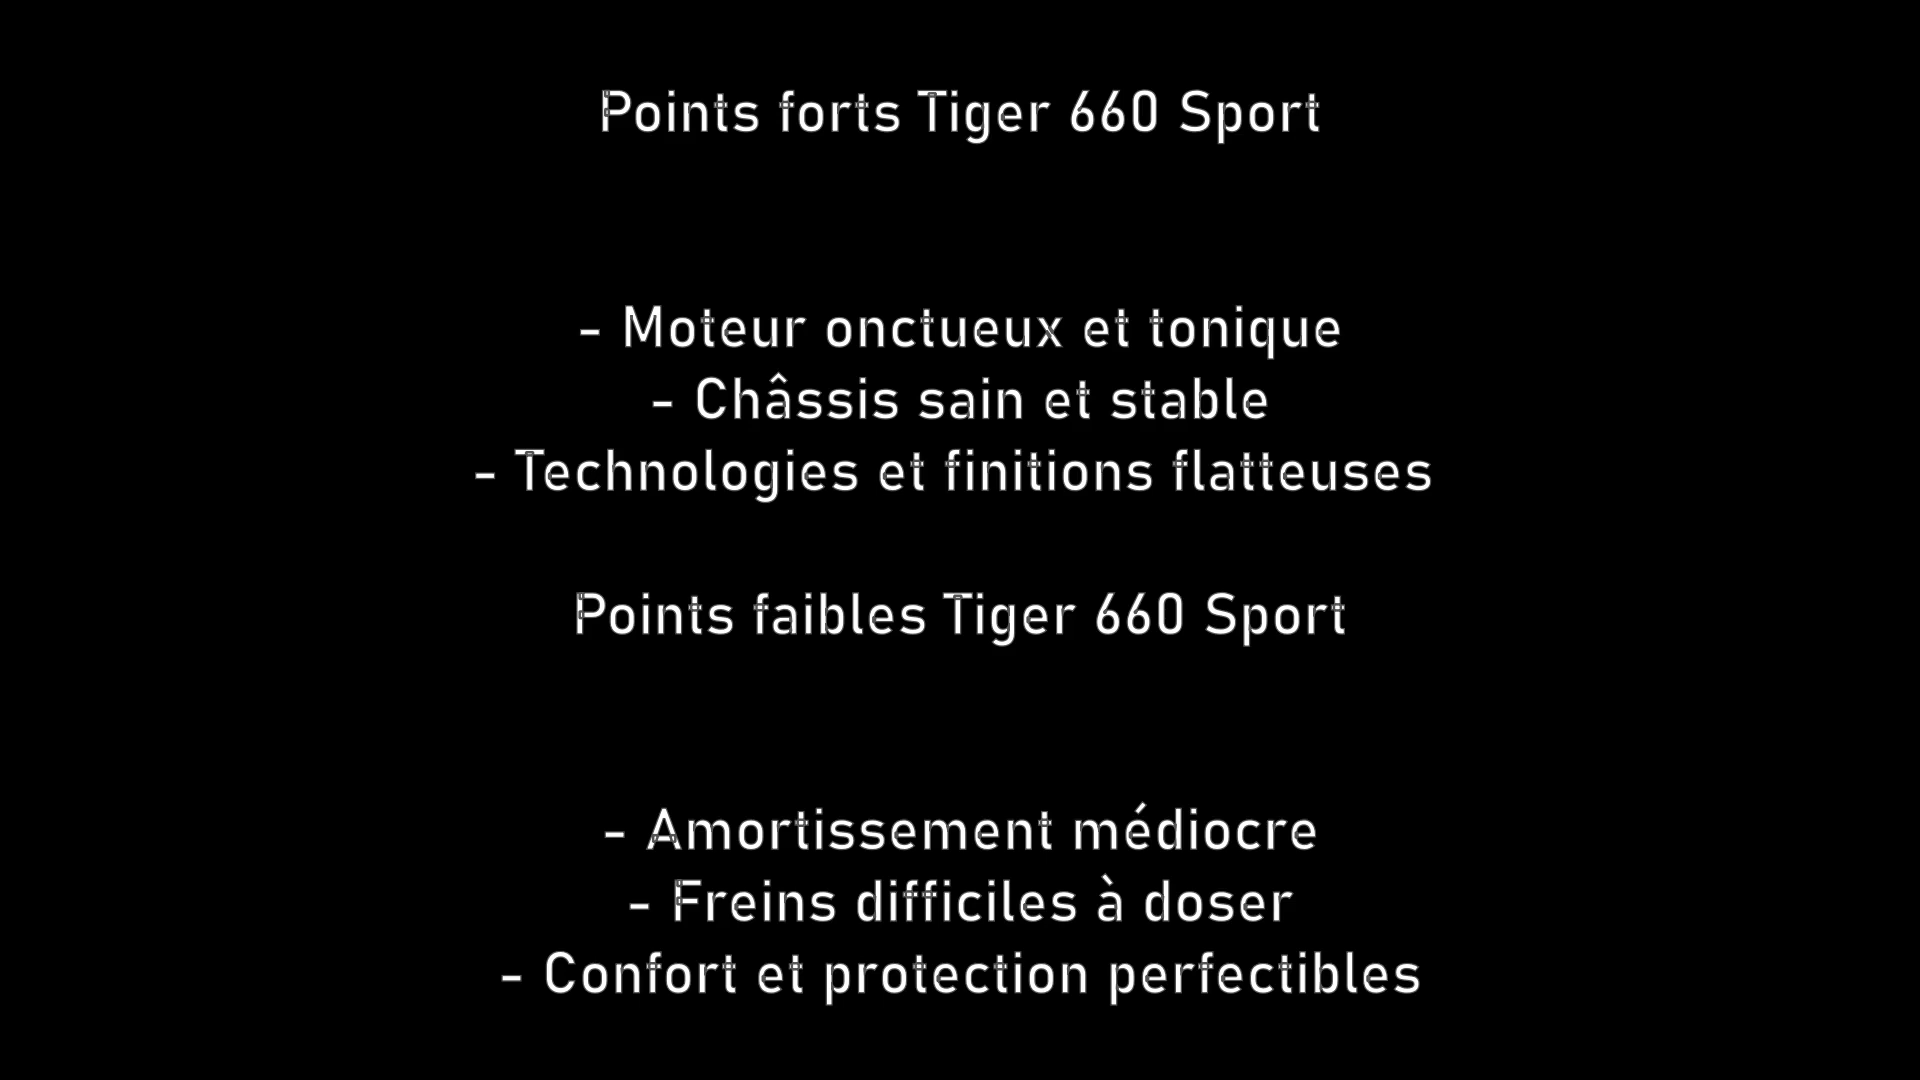 Points forts Tiger 660 Sport
- Moteur onctueux et tonique
- Châssis sain et stable
- Technologies et finitions flatteuses
Points faibles Tiger 660 Sport
- Amortissement médiocre
- Freins difficiles à doser
- Confort et protection perfectibles